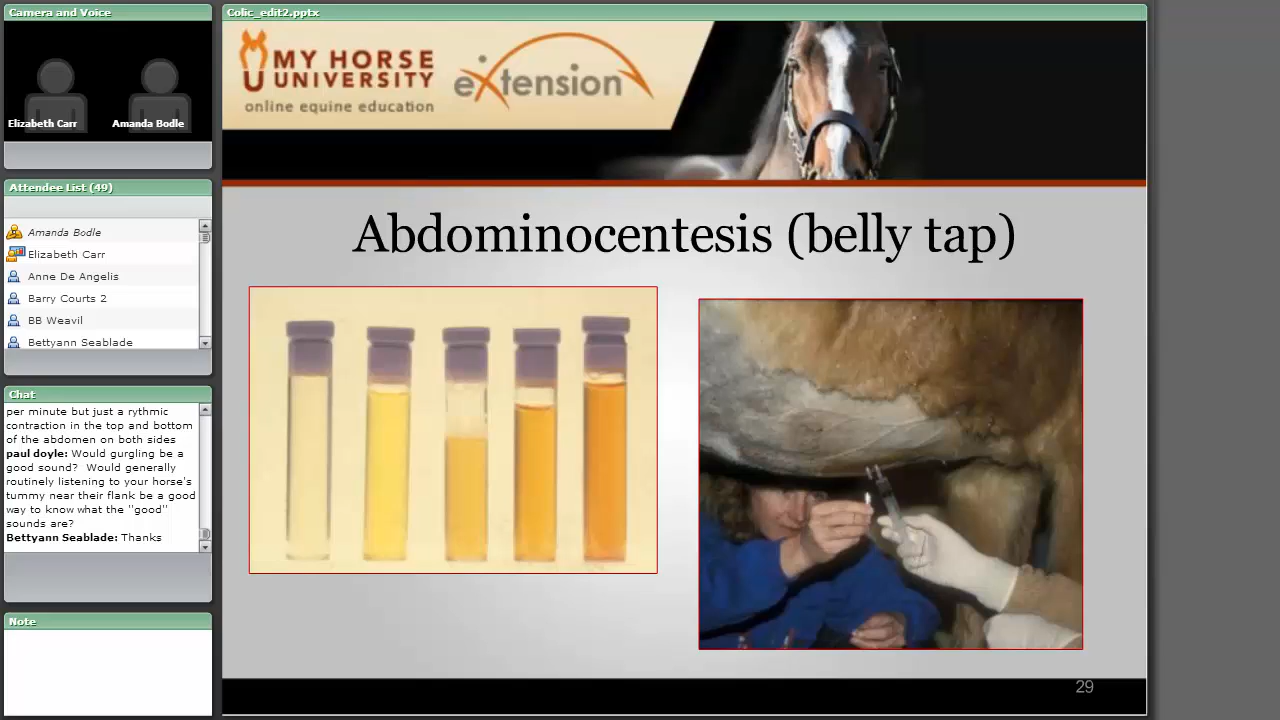 Camera and Voice
Elizabeth Carr
Amanda Bodle
Attendee List (49)
Amanda Bodle
Elizabeth Carr
Anne De Angelis
Barry Courts 2
BB Weavil
Bettyann Seablade
Chat
per minute but just a rythmic
contraction in the top and bottom
of the abdomen on both sides
paul doyle: Would gurgling be a
good sound? Would generally
routinely listening to your horse's
tummy near their flank be a good
way to know what the "good"
sounds are?
Bettyann Seablade: Thanks
Note
Colic_edit2.pptx
MY HORSE
UNIVERSITY
online equine education
eXtension
Abdominocentesis (belly tap)
29